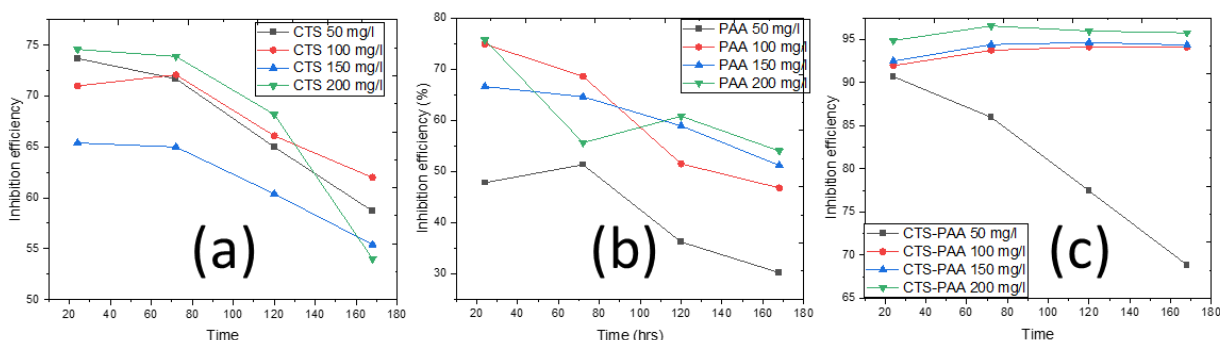 CTS 50 mg/l
CTS 100 mg/l
CTS 150 mg/l
CTS 200 mg/l
75
70
65
60
55
50
Inhibition efficiency
(a)
20 40 60 80 100 120 140 160 180
Time
PAA 50 mg/l
PAA 100 mg/l
PAA 150 mg/l
PAA 200 mg/l
80
70
60
50
40
30
Inhibition efficiency (%)
(b)
20 40 60 80 100 120 140 160 180
Time (hrs)
95
90
85
80
75
70
65
Inhibition efficiency
CTS-PAA 50 mg/l
CTS-PAA 100 mg/l
CTS-PAA 150 mg/l
CTS-PAA 200 mg/l
(c)
20 40 60 80 100 120 140 160 180
Time